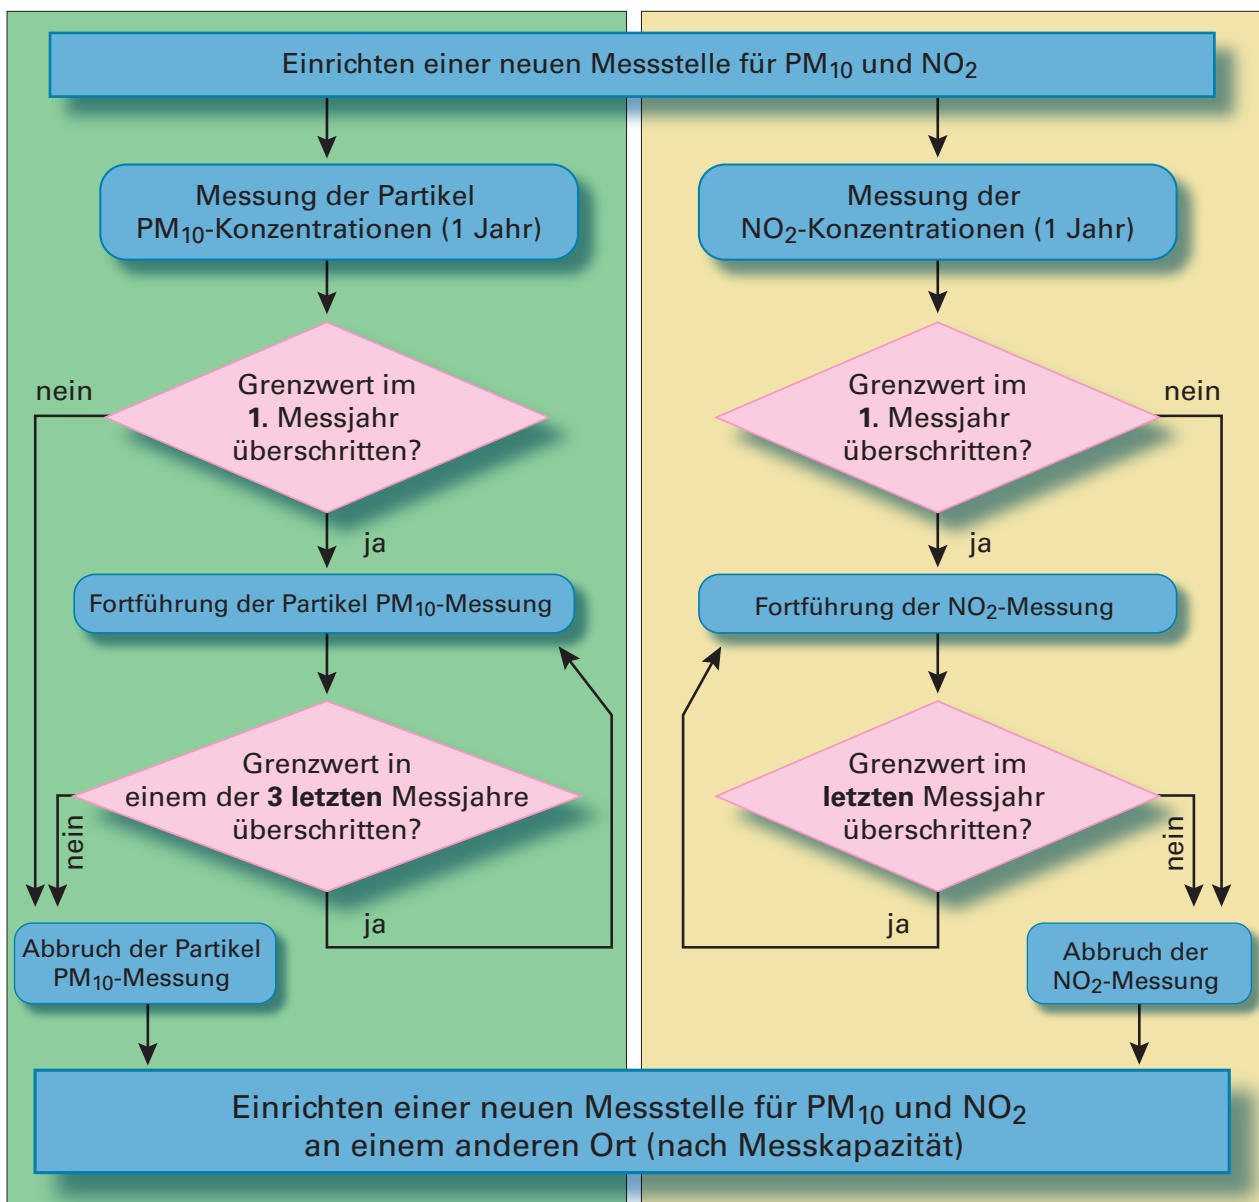 Einrichten einer neuen Messstelle für PM₁₀ und NO₂
Messung der Partikel
PM₁₀-Konzentrationen (1 Jahr)
Grenzwert im
1. Messjahr
überschritten?
nein
ja
Fortführung der Partikel PM₁₀-Messung
Grenzwert in
einem der 3 letzten Messjahre
überschritten?
nein
ja
Abbruch der Partikel
PM₁₀-Messung
Messung der
NO₂-Konzentrationen (1 Jahr)
Grenzwert im
1. Messjahr
überschritten?
nein
ja
Fortführung der NO₂-Messung
Grenzwert im
letzten Messjahr
überschritten?
nein
ja
Abbruch der
NO₂-Messung
Einrichten einer neuen Messstelle für PM₁₀ und NO₂
an einem anderen Ort (nach Messkapazität)